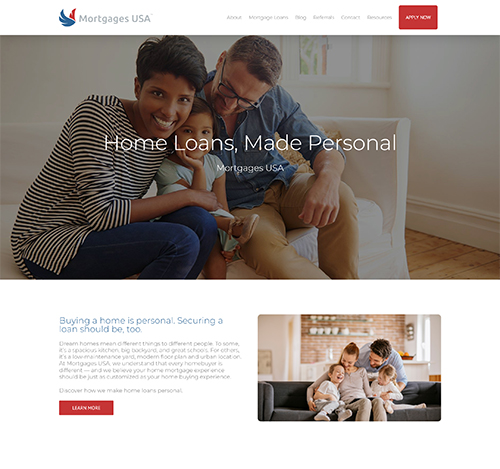 Mortgages USA
About Mortgage Loans Blog Referrals Contact Resources APPLY NOW
Home Loans, Made Personal
Mortgages USA
Buying a home is personal. Securing a
loan should be, too.
Dream homes mean different things to different people. To some,
it's a spacious kitchen, big backyard, and great schools. For others,
it's a low-maintenance yard, modern floor plan and urban location.
At Mortgages USA, we understand that every homebuyer is
different — and we believe your home mortgage experience
should be just as customized as your home buying experience.
Discover how we make home loans personal.
LEARN MORE